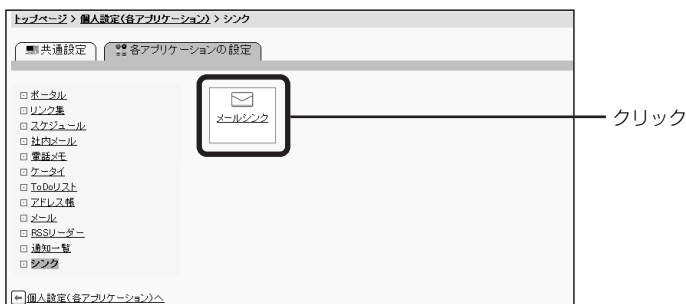 トップページ > 個人設定(各アプリケーション) > シンク
共通設定
各アプリケーションの設定
ポータル
リンク集
スケジュール
社内メール
電話メモ
ケータイ
ToDoリスト
アドレス帳
メール
RSSリーダー
通知一覧
シンク
メールシンク
クリック
個人設定(各アプリケーション)へ